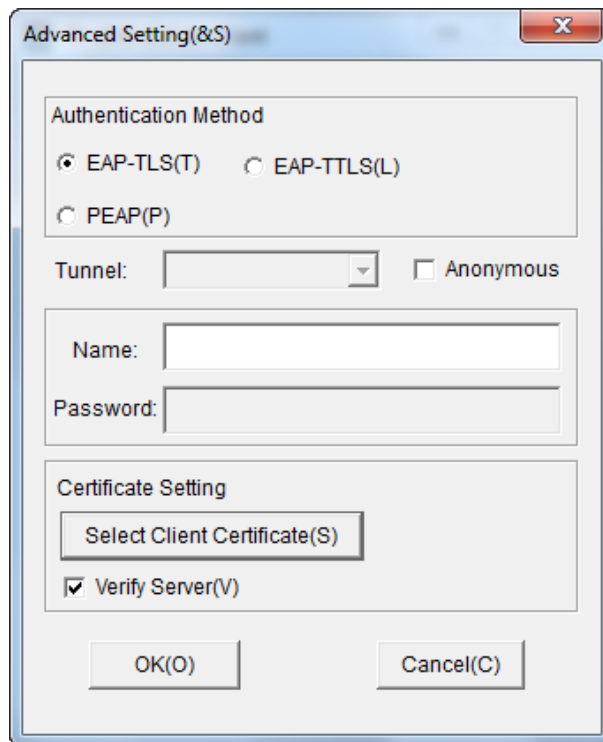 Advanced Setting(&S)
Authentication Method
EAP-TLS(T) EAP-TTLS(L)
PEAP(P)
Tunnel: Anonymous
Name:
Password:
Certificate Setting
Select Client Certificate(S)
Verify Server(V)
OK(O) Cancel(C)